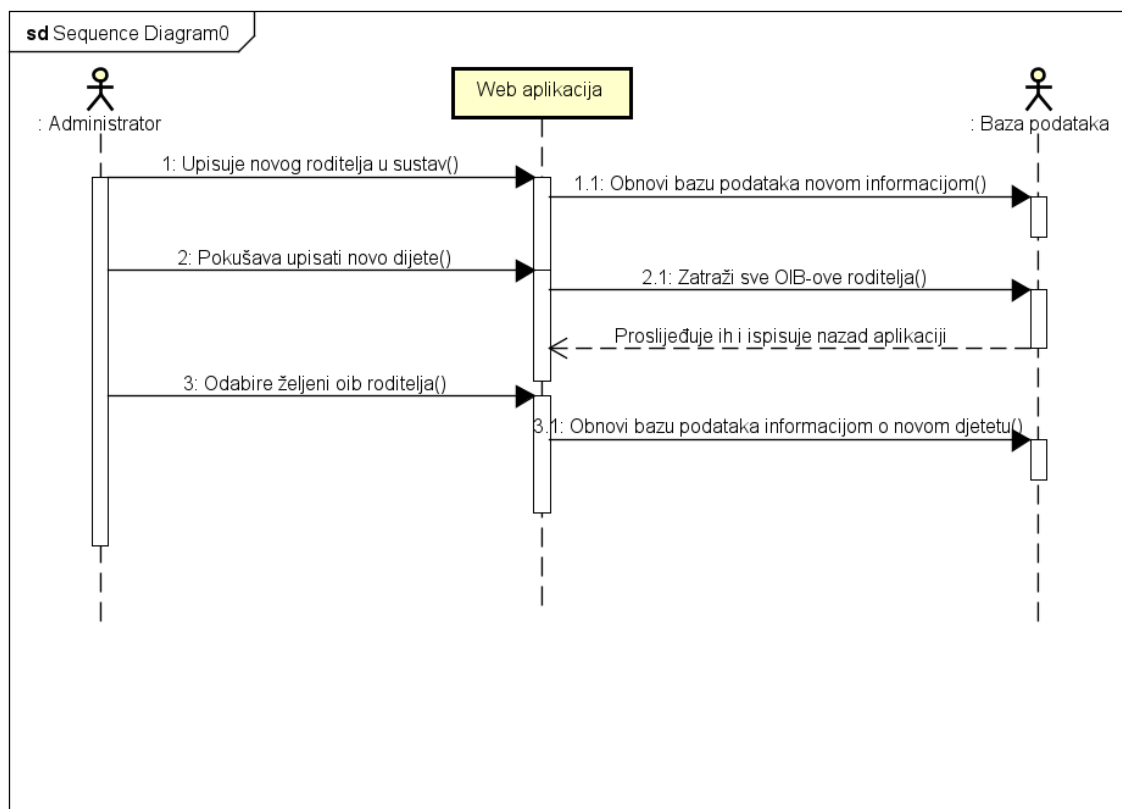 sd Sequence Diagram0
: Administrator
Web aplikacija
: Baza podataka
1: Upisuje novog roditelja u sustav()
1.1: Obnovi bazu podataka novom informacijom()
2: Pokušava upisati novo dijete()
2.1: Zatraži sve OIB-ove roditelja()
Proslijeđuje ih i ispisuje nazad aplikaciji
3: Odabire željeni oib roditelja()
3.1: Obnovi bazu podataka informacijom o novom djetetu()